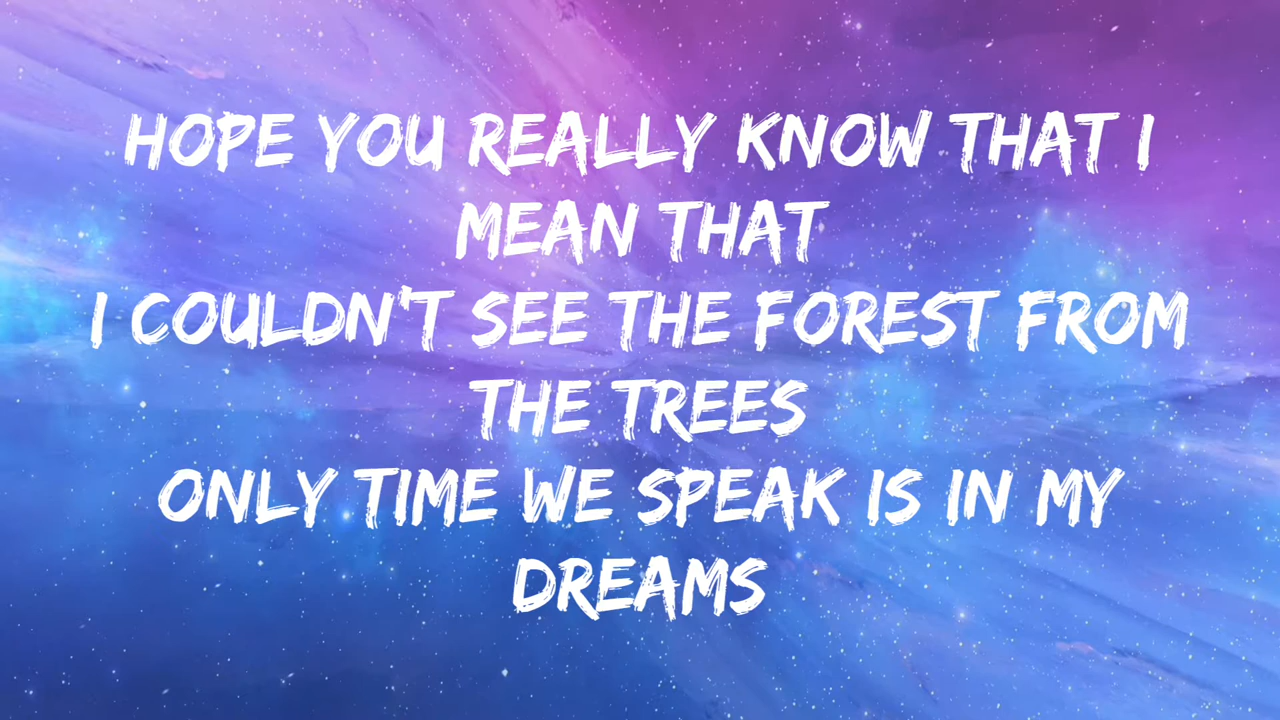 HOPE YOU REALLY KNOW THAT I
MEAN THAT
I COULDN'T SEE THE FOREST FROM
THE TREES
ONLY TIME WE SPEAK IS IN MY
DREAMS